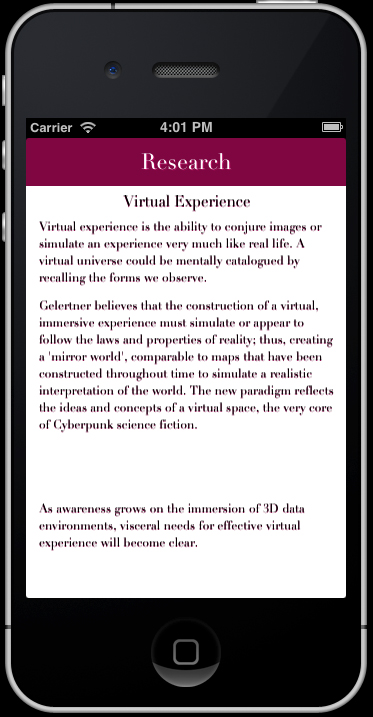 Carrier 4:01 PM
Research
Virtual Experience
Virtual experience is the ability to conjure images or
simulate an experience very much like real life. A
virtual universe could be mentally catalogued by
recalling the forms we observe.
Gelertner believes that the construction of a virtual,
immersive experience must simulate or appear to
follow the laws and properties of reality; thus, creating
a 'mirror world', comparable to maps that have been
constructed throughout time to simulate a realistic
interpretation of the world. The new paradigm reflects
the ideas and concepts of a virtual space, the very core
of Cyberpunk science fiction.
As awareness grows on the immersion of 3D data
environments, visceral needs for effective virtual
experience will become clear.